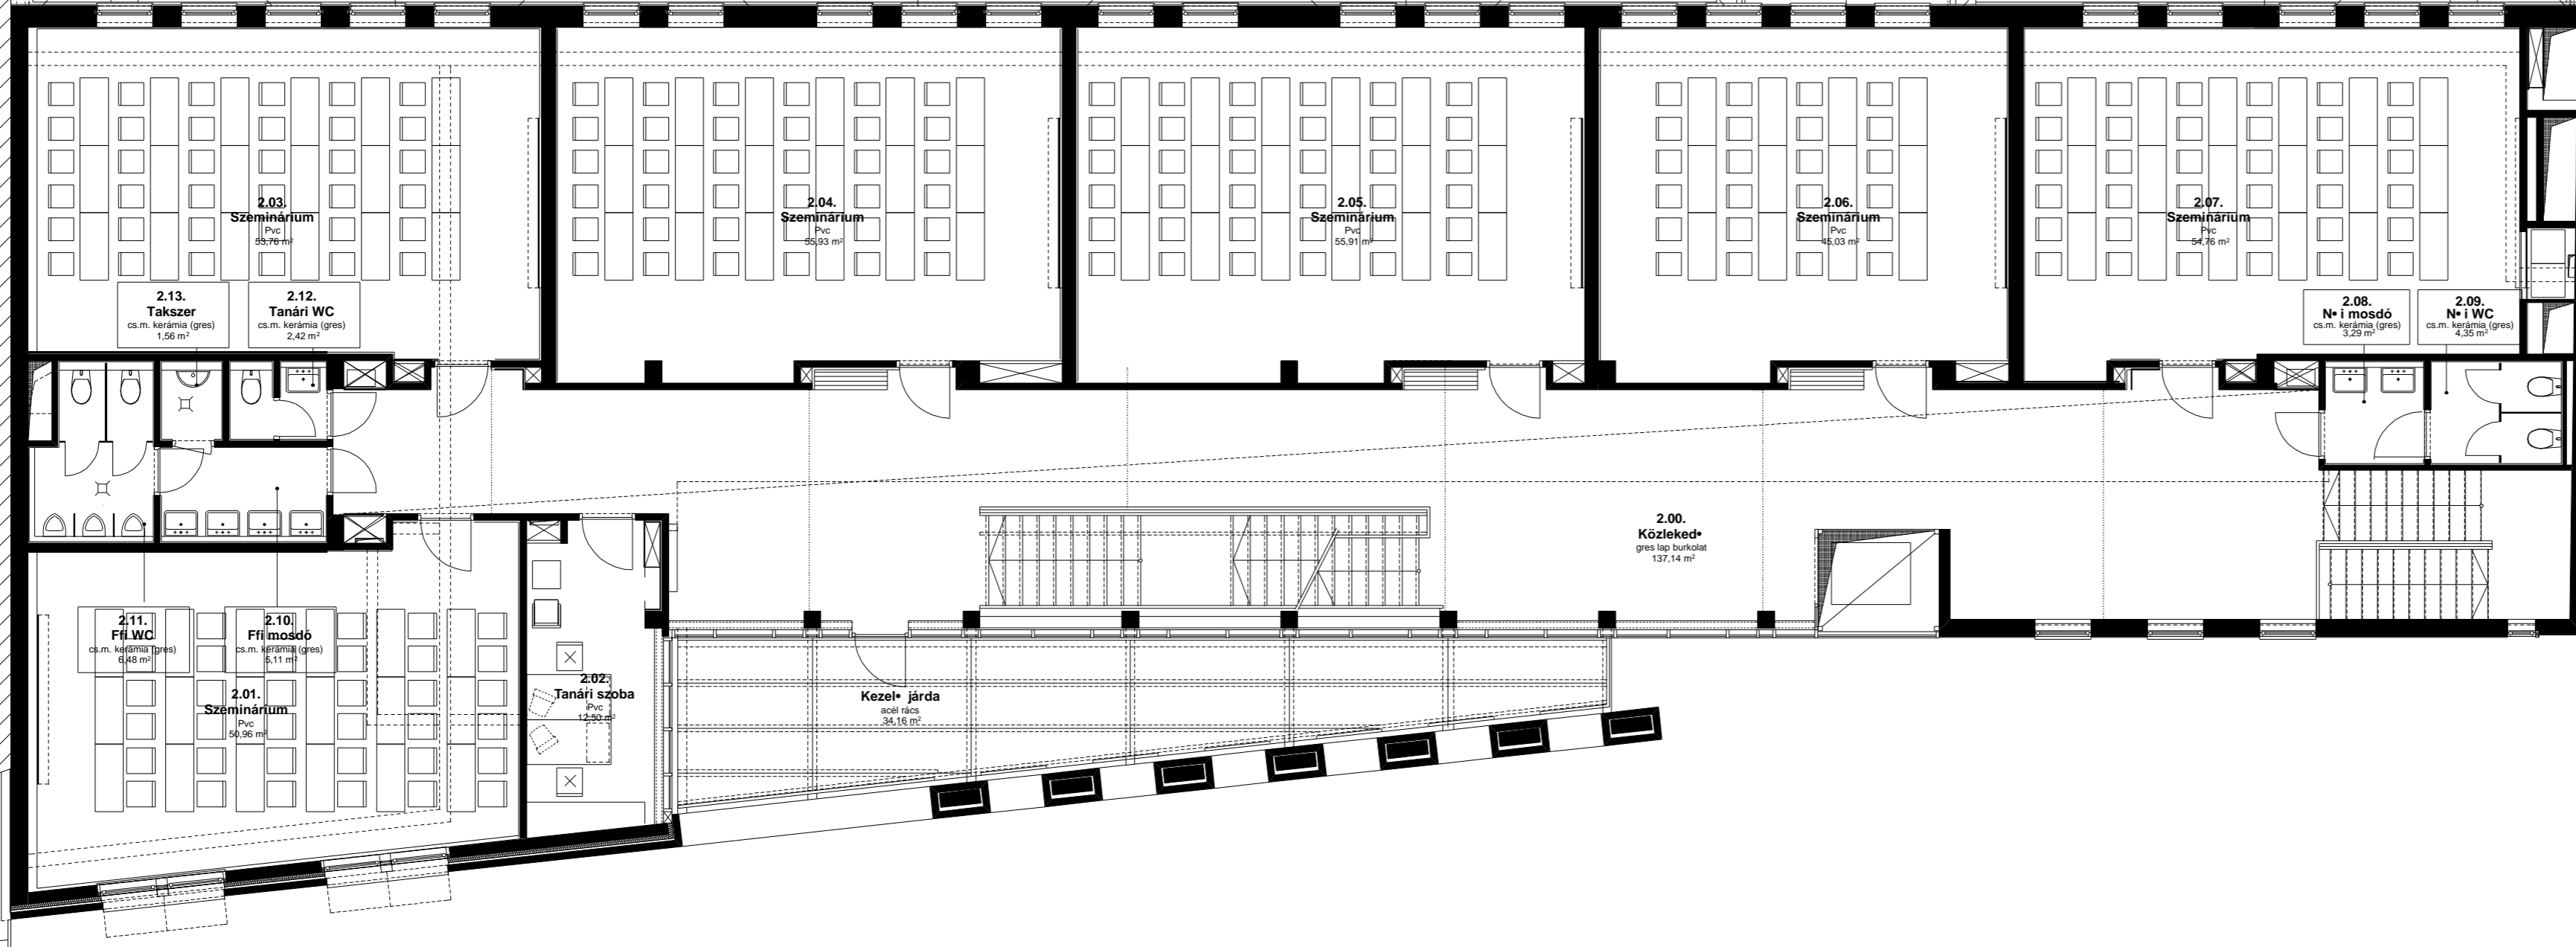 2.03.
Szeminárium
Pvc
53,76 m²
2.04.
Szeminárium
Pvc
55,93 m²
2.05.
Szeminárium
Pvc
55,91 m²
2.06.
Szeminárium
Pvc
45,03 m²
2.07.
Szeminárium
Pvc
54,76 m²
2.13.
Takszer
cs.m. kerámia (gres)
1,56 m²
2.12.
Tanári WC
cs.m. kerámia (gres)
2,42 m²
2.08.
N• i mosdó
cs.m. kerámia (gres)
3,29 m²
2.09.
N• i WC
cs.m. kerámia (gres)
4,35 m²
2.00.
Közleked•
gres lap burkolat
137,14 m²
2.11.
Ffi WC
cs.m. kerámia (gres)
6,48 m²
2.10.
Ffi mosdó
cs.m. kerámia (gres)
5,11 m²
2.01.
Szeminárium
Pvc
50,96 m²
2.02.
Tanári szoba
Pvc
12,50 m²
Kezel• járda
acél rács
34,16 m²